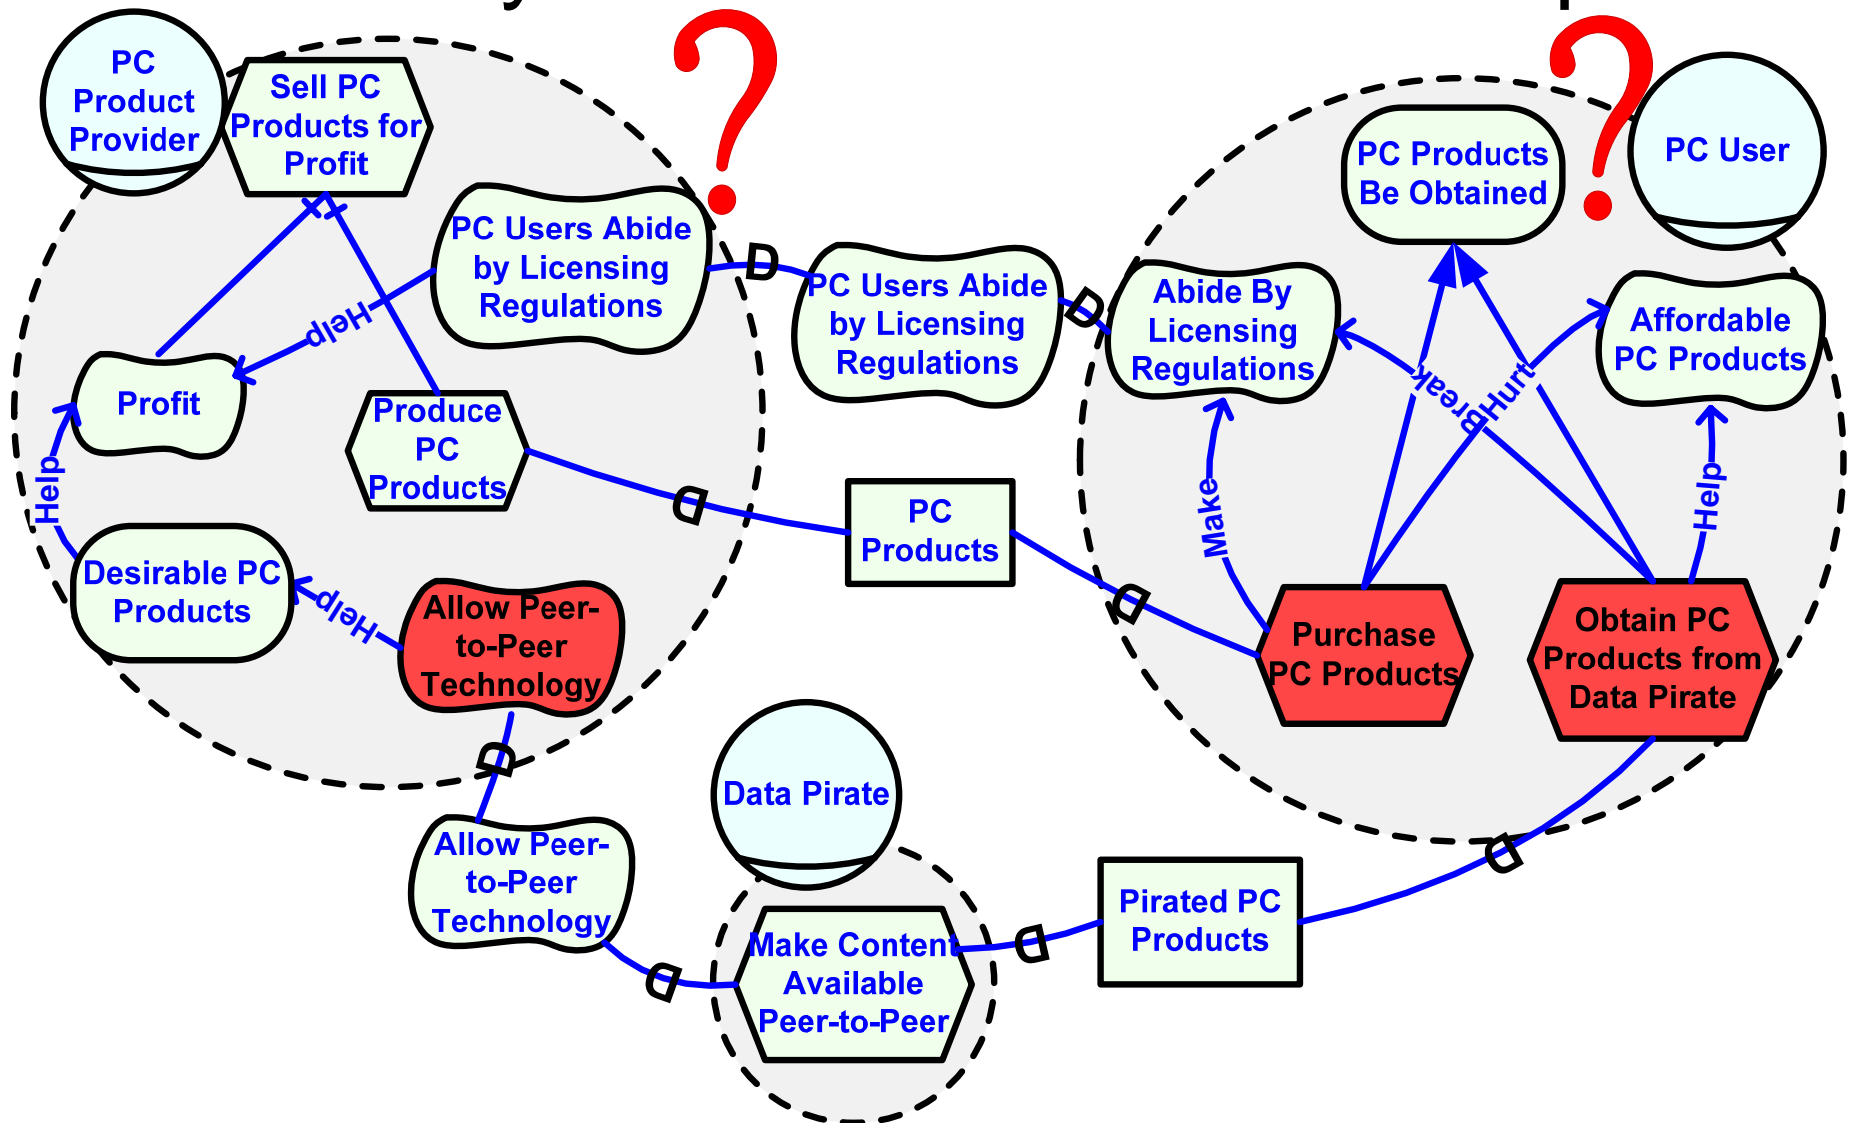 PC
Product
Provider
Sell PC
Products for
Profit
?
PC Users Abide
by Licensing
Regulations
Help
Profit
Produce
PC
Products
Help
Desirable PC
Products
Help
Allow Peer-
to-Peer
Technology
D
D
PC Users Abide
by Licensing
Regulations
D
D
PC
Products
D
?
PC Products
Be Obtained
PC User
Abide By
Licensing
Regulations
Affordable
PC Products
Break
Hurt
Make
Help
Purchase
PC Products
Obtain PC
Products from
Data Pirate
D
Allow Peer-
to-Peer
Technology
D
Data Pirate
Make Content
Available
Peer-to-Peer
D
Pirated PC
Products
D